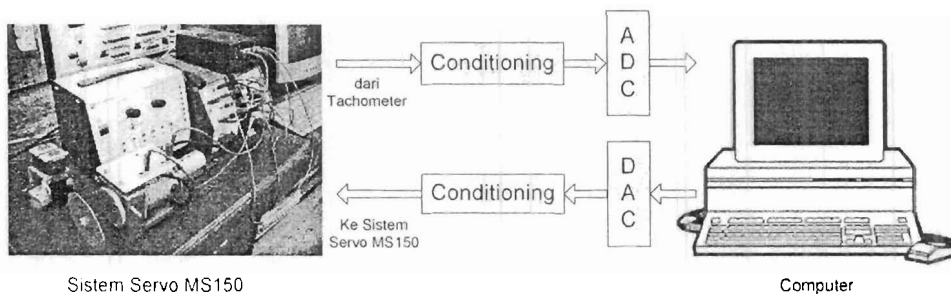 dari
Tachometer
Conditioning
A
D
C
Ke Sistem
Servo MS150
Conditioning
D
A
C
Sistem Servo MS150
Computer